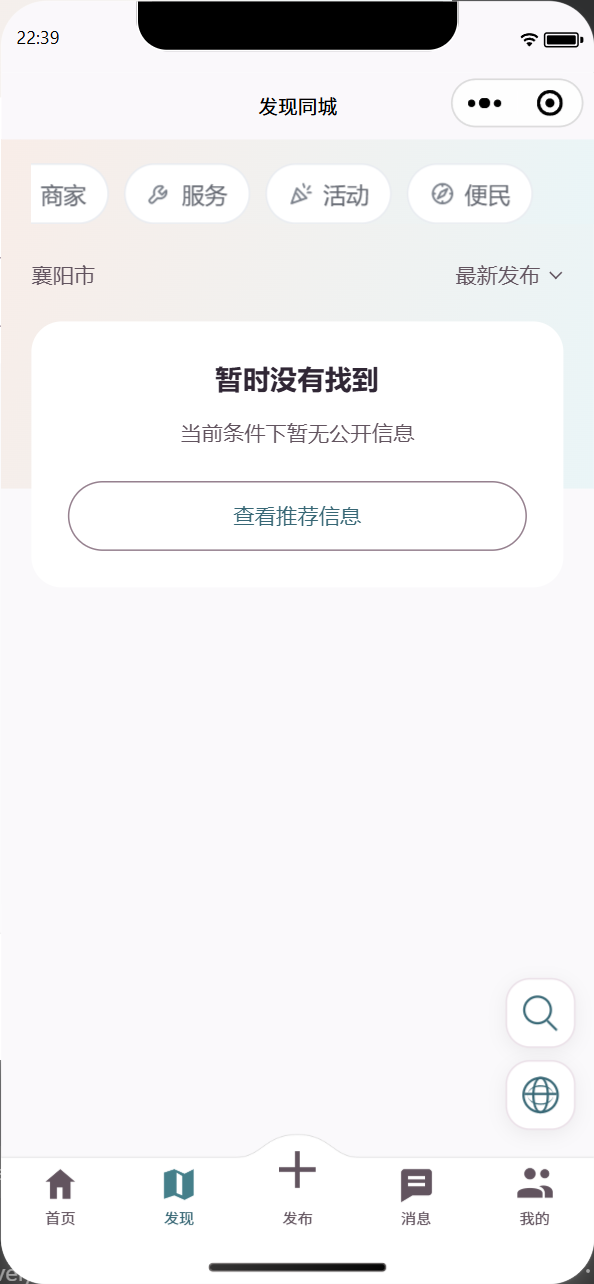 22:39
发现同城
商家 服务 活动 便民
襄阳市 最新发布
暂时没有找到
当前条件下暂无公开信息
查看推荐信息
首页 发现 发布 消息 我的